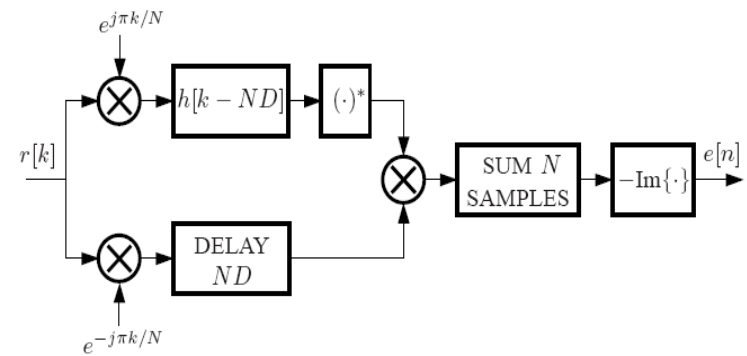 e^{jπk/N}
h[k − ND]
(·)*
r[k]
SUM N
SAMPLES
−Im{·}
e[n]
DELAY
ND
e^{−jπk/N}